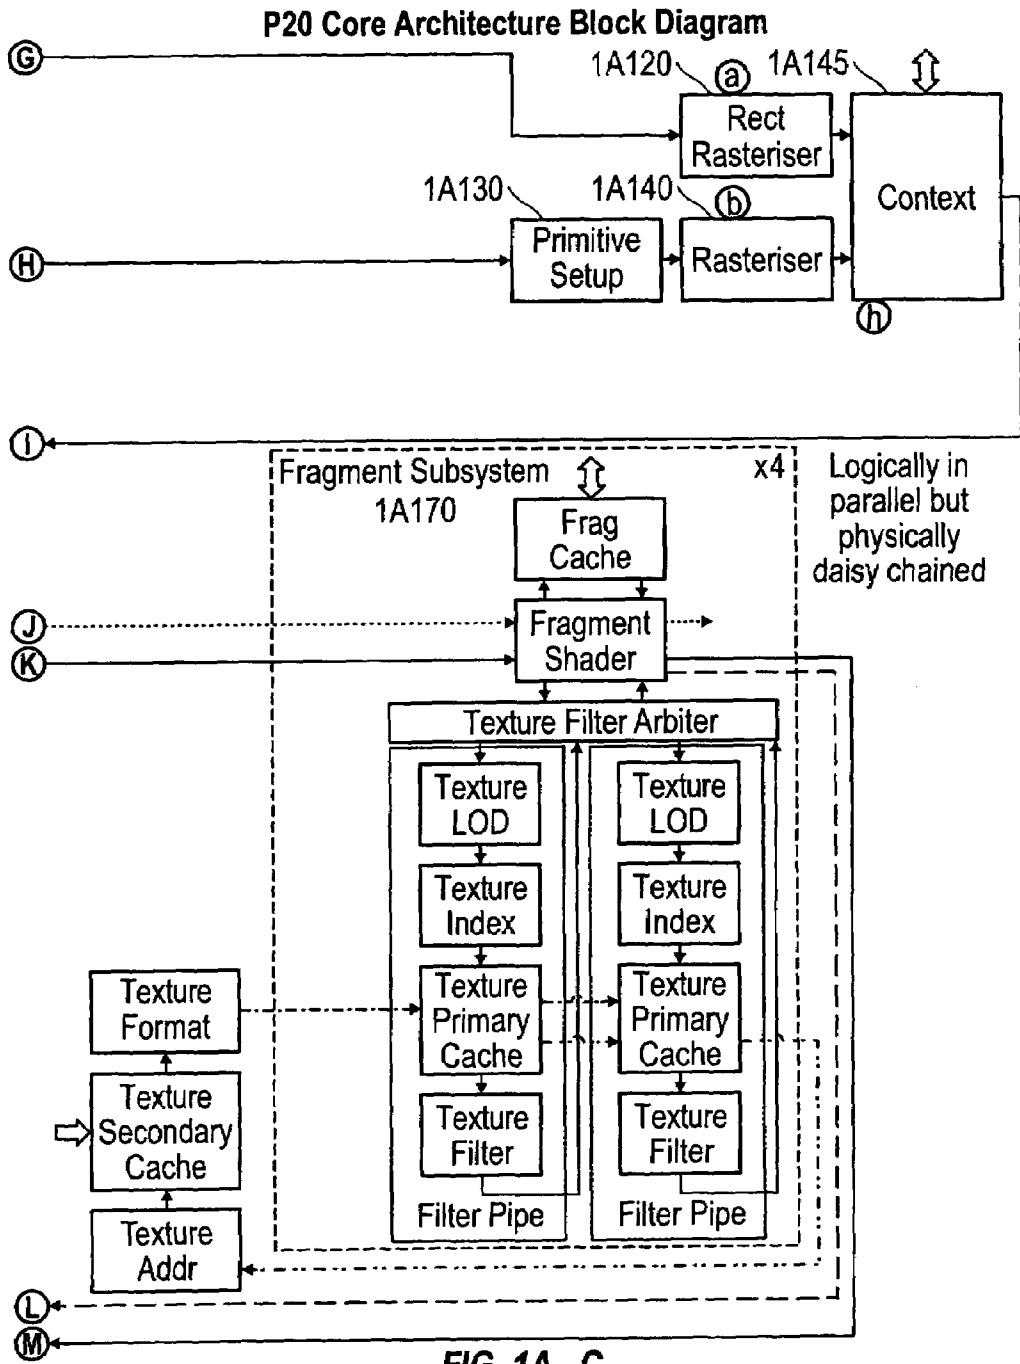 P20 Core Architecture Block Diagram
G
1A120
a
1A145
Rect
Rasteriser
Context
1A130
1A140
b
H
Primitive
Setup
Rasteriser
h
I
Fragment Subsystem
1A170
x4
Logically in
parallel but
physically
daisy chained
Frag
Cache
J
K
Fragment
Shader
Texture Filter Arbiter
Texture
LOD
Texture
LOD
Texture
Index
Texture
Index
Texture
Format
Texture
Primary
Cache
Texture
Primary
Cache
Texture
Secondary
Cache
Texture
Filter
Texture
Filter
Filter Pipe
Filter Pipe
Texture
Addr
L
M